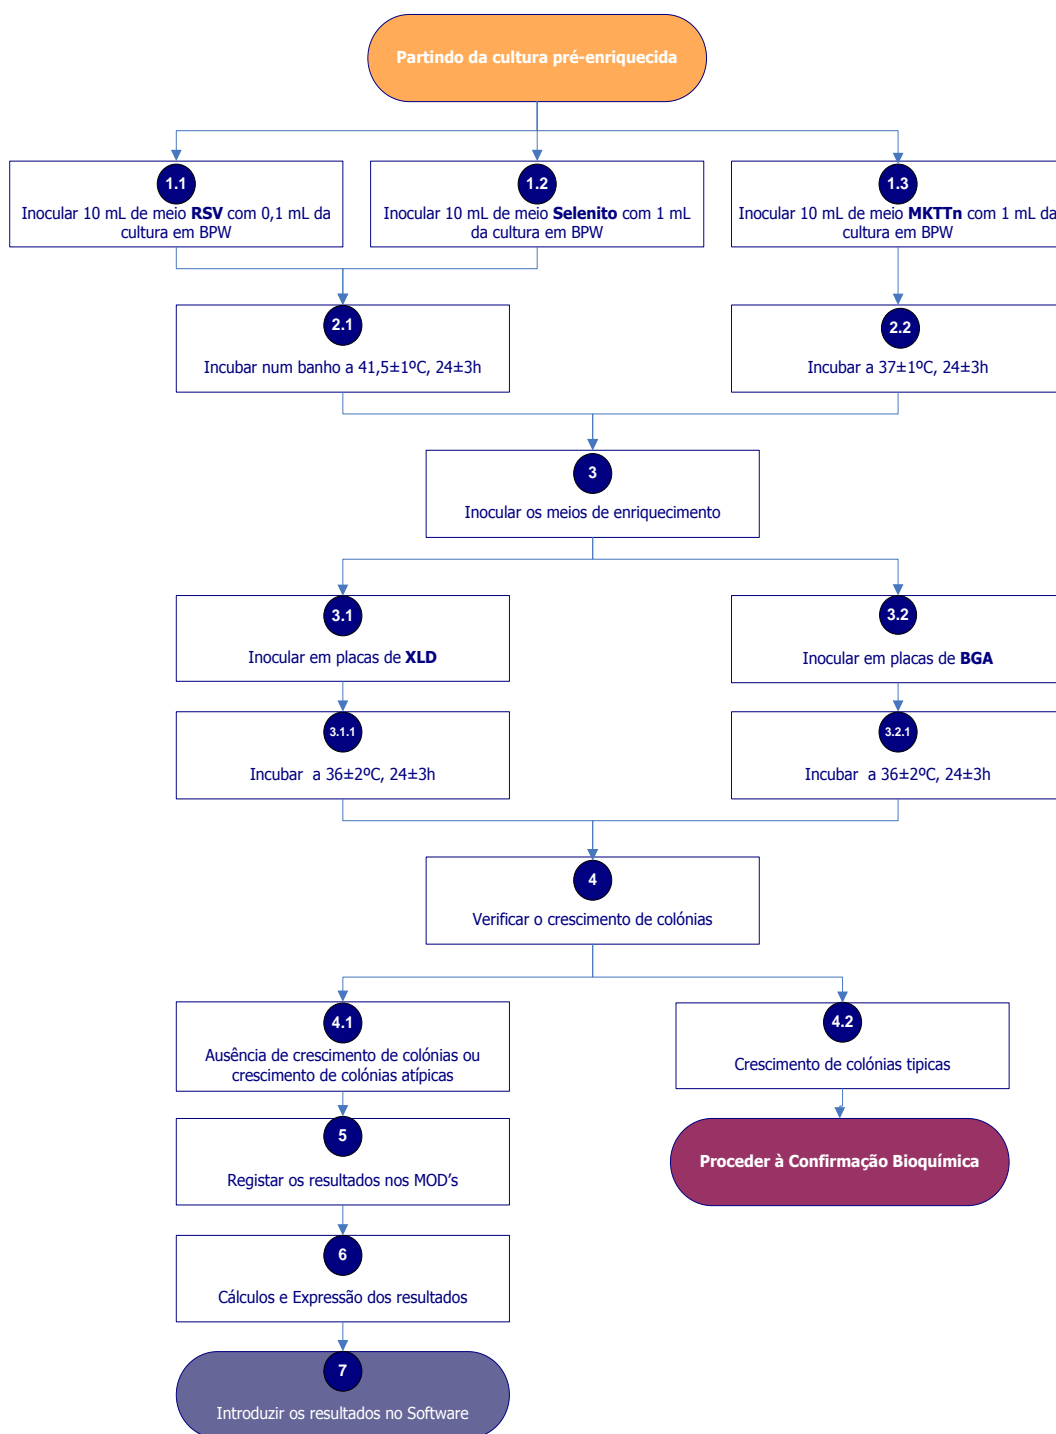 Partindo da cultura pré-enriquecida
1.1
Inocular 10 mL de meio RSV com 0,1 mL da
cultura em BPW
1.2
Inocular 10 mL de meio Selenito com 1 mL
da cultura em BPW
1.3
Inocular 10 mL de meio MKTTn com 1 mL da
cultura em BPW
2.1
Incubar num banho a 41,5±1ºC, 24±3h
2.2
Incubar a 37±1ºC, 24±3h
3
Inocular os meios de enriquecimento
3.1
Inocular em placas de XLD
3.2
Inocular em placas de BGA
3.1.1
Incubar a 36±2ºC, 24±3h
3.2.1
Incubar a 36±2ºC, 24±3h
4
Verificar o crescimento de colónias
4.1
Ausência de crescimento de colónias ou
crescimento de colónias atípicas
4.2
Crescimento de colónias tipicas
5
Registar os resultados nos MOD's
Proceder à Confirmação Bioquímica
6
Cálculos e Expressão dos resultados
7
Introduzir os resultados no Software